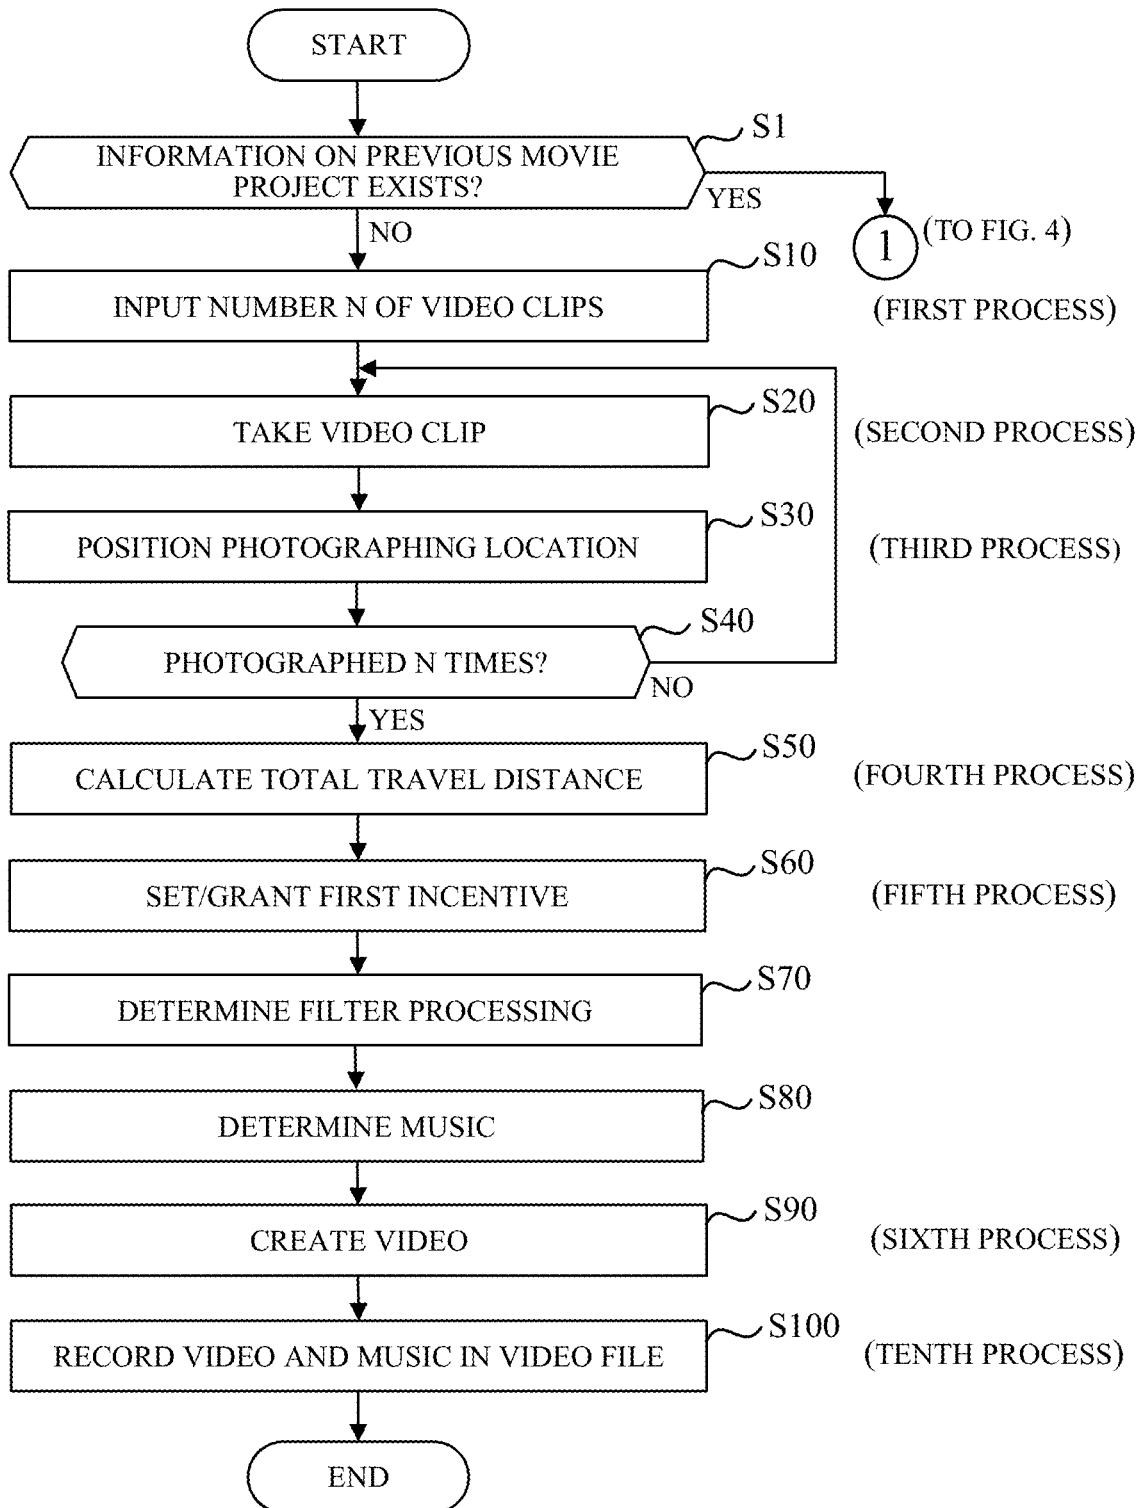 START
S1
INFORMATION ON PREVIOUS MOVIE
PROJECT EXISTS?
YES
NO
1
(TO FIG. 4)
S10
INPUT NUMBER N OF VIDEO CLIPS
(FIRST PROCESS)
S20
TAKE VIDEO CLIP
(SECOND PROCESS)
S30
POSITION PHOTOGRAPHING LOCATION
(THIRD PROCESS)
S40
PHOTOGRAPHED N TIMES?
NO
YES
S50
CALCULATE TOTAL TRAVEL DISTANCE
(FOURTH PROCESS)
S60
SET/GRANT FIRST INCENTIVE
(FIFTH PROCESS)
S70
DETERMINE FILTER PROCESSING
S80
DETERMINE MUSIC
S90
CREATE VIDEO
(SIXTH PROCESS)
S100
RECORD VIDEO AND MUSIC IN VIDEO FILE
(TENTH PROCESS)
END